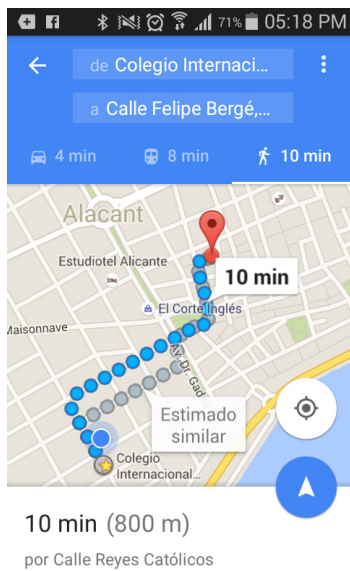 71% 05:18 PM
de Colegio Internaci...
a Calle Felipe Bergé,...
4 min 8 min 10 min
Alacant
Estudiotel Alicante
10 min
El Corte Inglés
Maisonnave
Av. Dr. Gad
Estimado
similar
Colegio
Internacional...
10 min (800 m)
por Calle Reyes Católicos